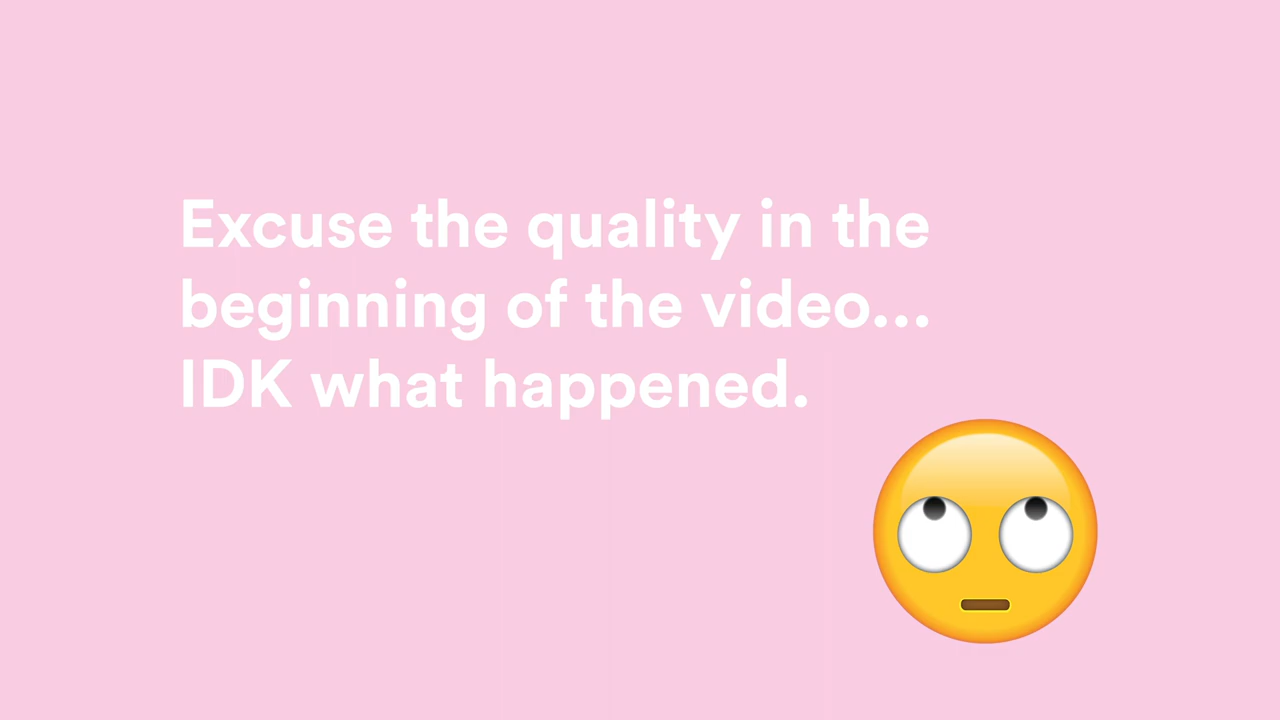 Excuse the quality in the
beginning of the video...
IDK what happened.